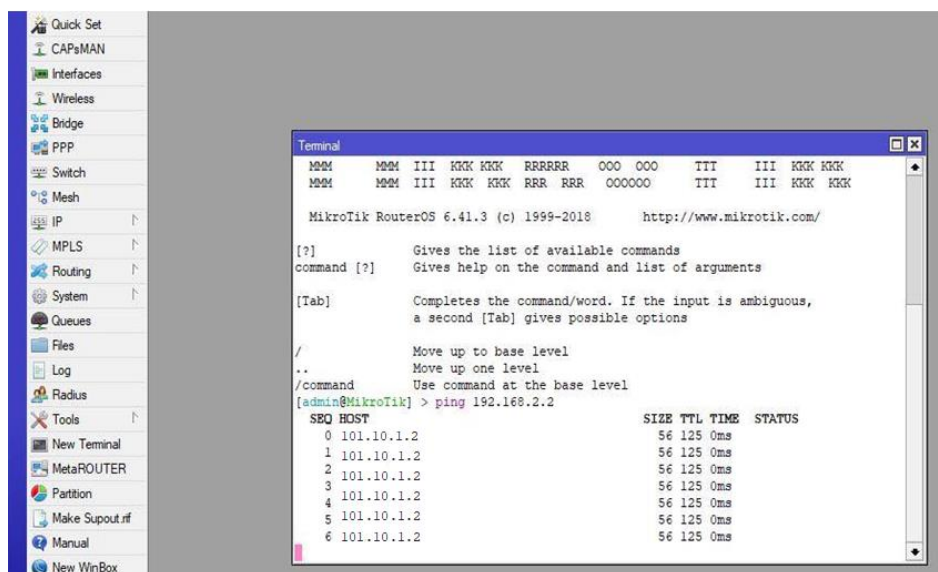 Quick Set
CAPsMAN
Interfaces
Wireless
Bridge
PPP
Switch
Mesh
IP
MPLS
Routing
System
Queues
Files
Log
Radius
Tools
New Terminal
MetaROUTER
Partition
Make Supout.rif
Manual
New WinBox
Terminal
MMM MMM III KKK KKK RRRRRR OOO OOO TTT III KKK KKK
MMM MMM III KKK KKK RRR RRR OOOOOO TTT III KKK KKK
MikroTik RouterOS 6.41.3 (c) 1999-2018 http://www.mikrotik.com/
[?] Gives the list of available commands
command [?] Gives help on the command and list of arguments
[Tab] Completes the command/word. If the input is ambiguous,
a second [Tab] gives possible options
/ Move up to base level
.. Move up one level
/command Use command at the base level
[admin@MikroTik] > ping 192.168.2.2
SEQ HOST SIZE TTL TIME STATUS
0 101.10.1.2 56 125 0ms
1 101.10.1.2 56 125 0ms
2 101.10.1.2 56 125 0ms
3 101.10.1.2 56 125 0ms
4 101.10.1.2 56 125 0ms
5 101.10.1.2 56 125 0ms
6 101.10.1.2 56 125 0ms